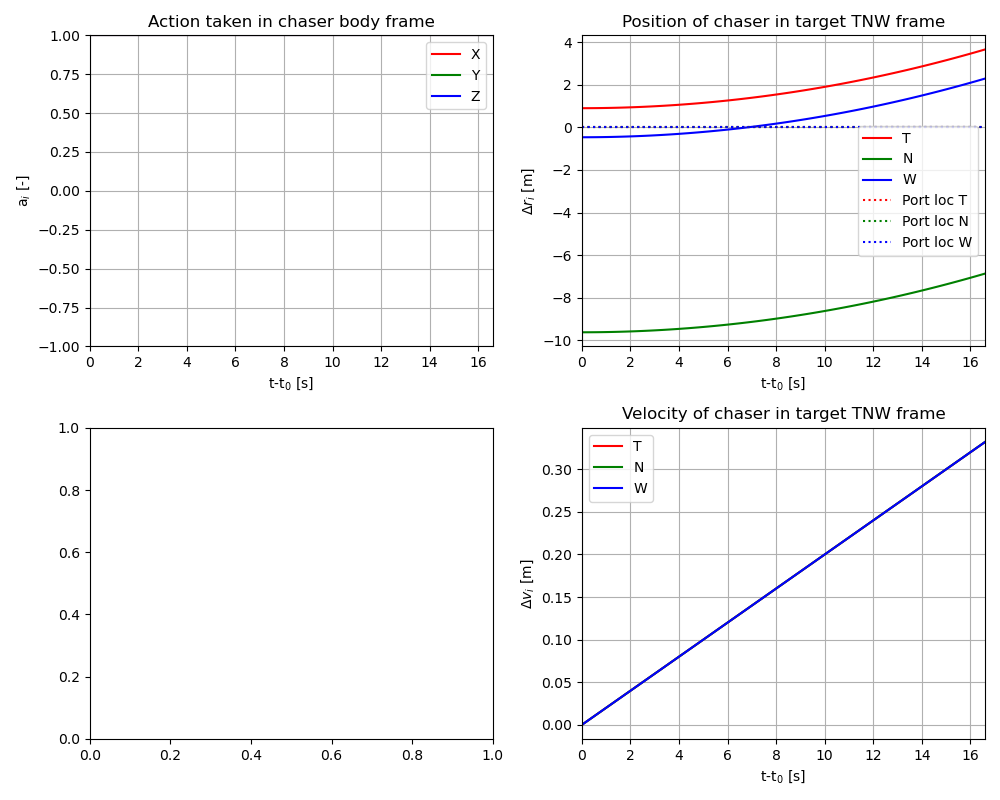 Action taken in chaser body frame
1.00
0.75
0.50
0.25
0.00
−0.25
−0.50
−0.75
−1.00
a_i [-]
X
Y
Z
0 2 4 6 8 10 12 14 16
t-t_0 [s]
Position of chaser in target TNW frame
4
2
0
−2
−4
−6
−8
−10
Δr_i [m]
T
N
W
Port loc T
Port loc N
Port loc W
0 2 4 6 8 10 12 14 16
t-t_0 [s]
1.0
0.8
0.6
0.4
0.2
0.0
0.0 0.2 0.4 0.6 0.8 1.0
Velocity of chaser in target TNW frame
0.30
0.25
0.20
0.15
0.10
0.05
0.00
Δv_i [m]
T
N
W
0 2 4 6 8 10 12 14 16
t-t_0 [s]